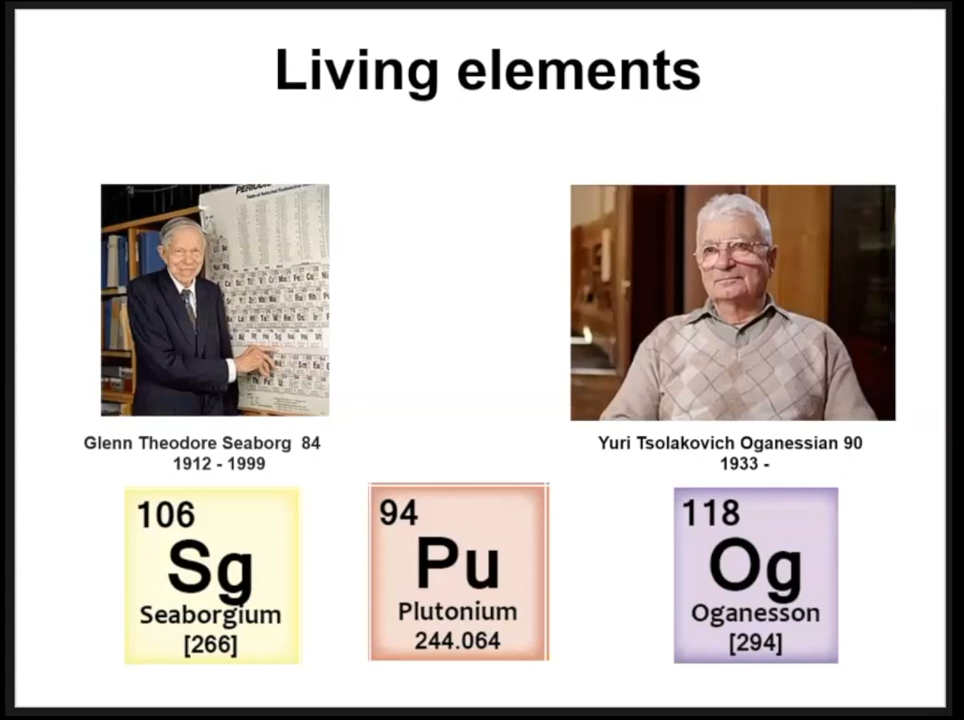 Living elements
PERIOD
Glenn Theodore Seaborg 84
1912 - 1999
Yuri Tsolakovich Oganessian 90
1933 -
106
Sg
Seaborgium
[266]
94
Pu
Plutonium
244.064
118
Og
Oganesson
[294]